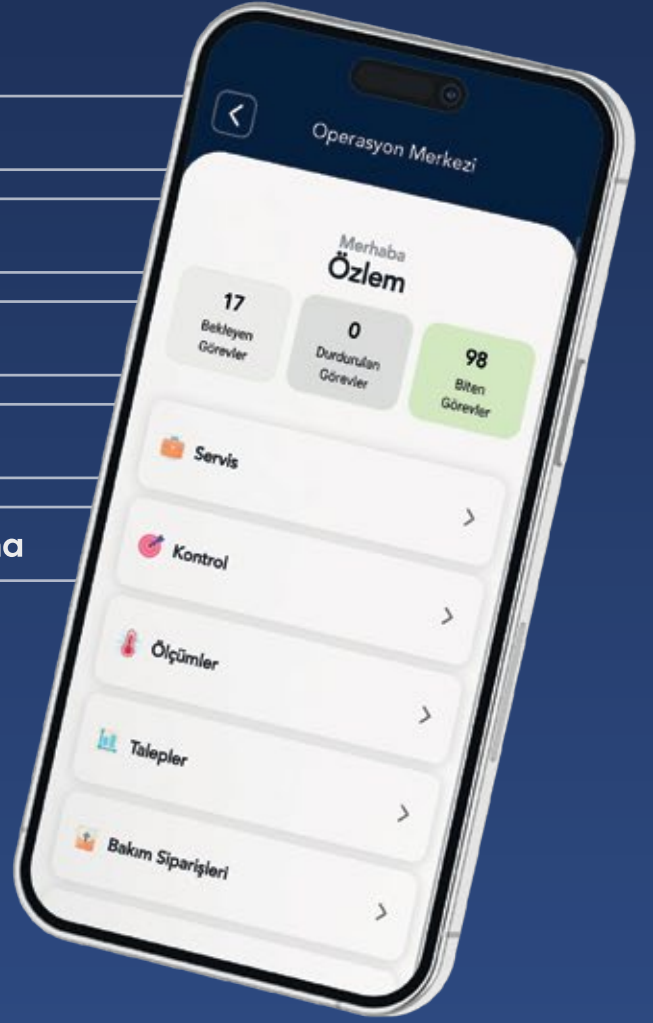 Operasyon Merkezi
Merhaba
Özlem
17
Bekleyen
Görevler
0
Durdurulan
Görevler
98
Biten
Görevler
Servis
Kontrol
Ölçümler
Talepler
Bakım Siparişleri